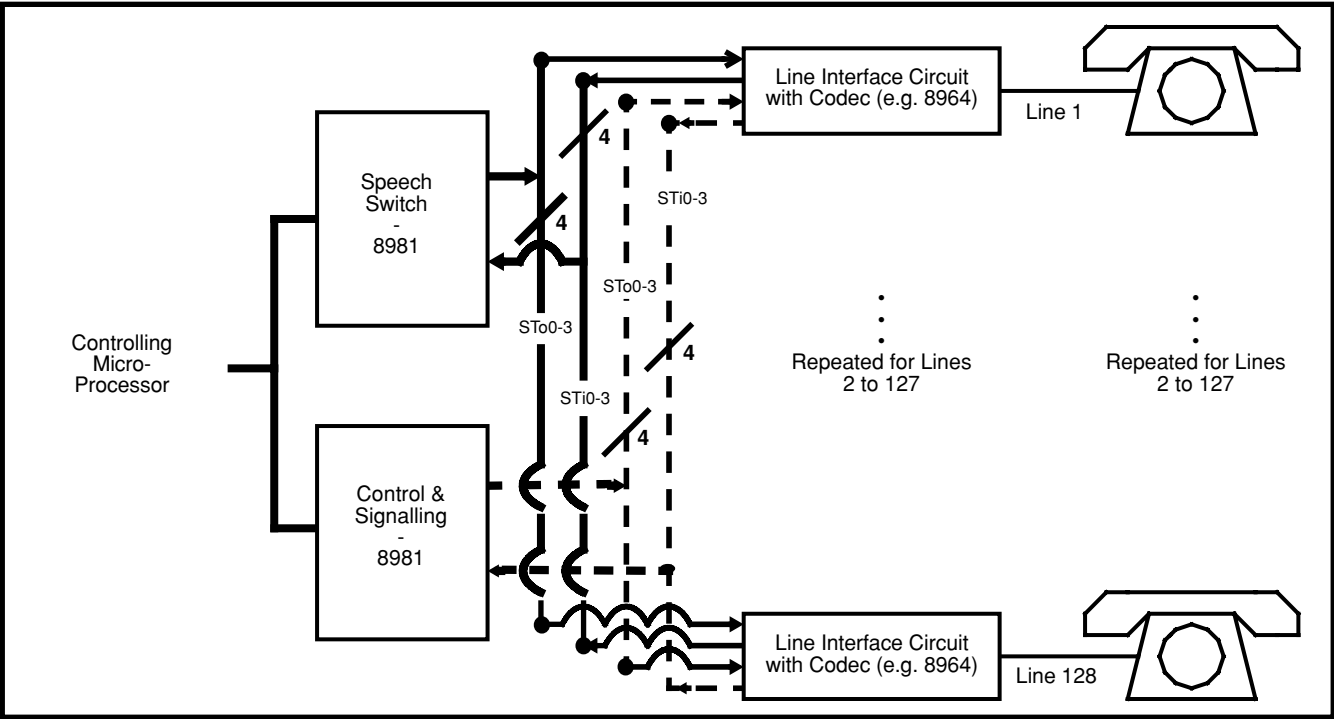 Line Interface Circuit
with Codec (e.g. 8964)
Line 1
4
STi0-3
Speech
Switch
-
8981
4
STo0-3
STo0-3
4
Controlling
Micro-
Processor
Repeated for Lines
2 to 127
Repeated for Lines
2 to 127
STi0-3
4
Control &
Signalling
-
8981
Line Interface Circuit
with Codec (e.g. 8964)
Line 128